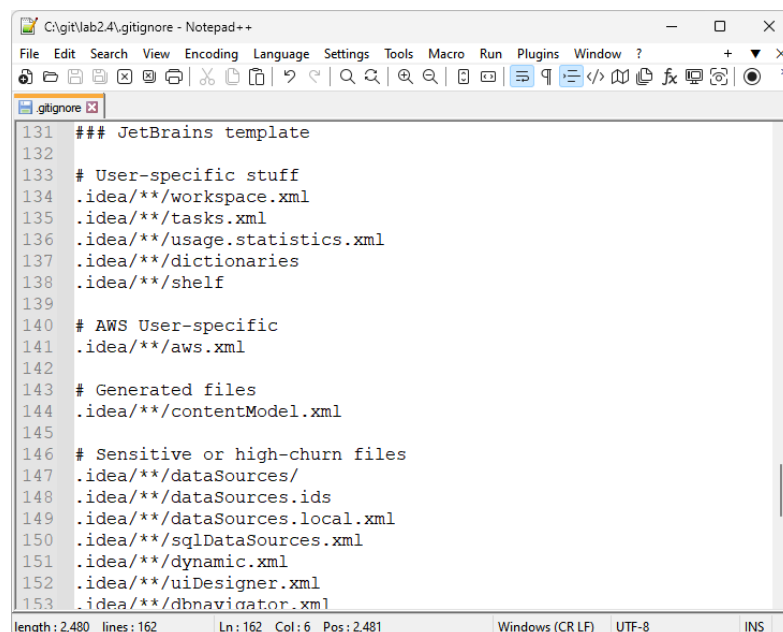 C:\git\lab2.4\.gitignore - Notepad++
File Edit Search View Encoding Language Settings Tools Macro Run Plugins Window ?
.gitignore
131 ### JetBrains template
132
133 # User-specific stuff
134 .idea/**/workspace.xml
135 .idea/**/tasks.xml
136 .idea/**/usage.statistics.xml
137 .idea/**/dictionaries
138 .idea/**/shelf
139
140 # AWS User-specific
141 .idea/**/aws.xml
142
143 # Generated files
144 .idea/**/contentModel.xml
145
146 # Sensitive or high-churn files
147 .idea/**/dataSources/
148 .idea/**/dataSources.ids
149 .idea/**/dataSources.local.xml
150 .idea/**/sqlDataSources.xml
151 .idea/**/dynamic.xml
152 .idea/**/uiDesigner.xml
153 .idea/**/dbnavigator.xml
length : 2,480 lines : 162 Ln : 162 Col : 6 Pos : 2,481 Windows (CR LF) UTF-8 INS